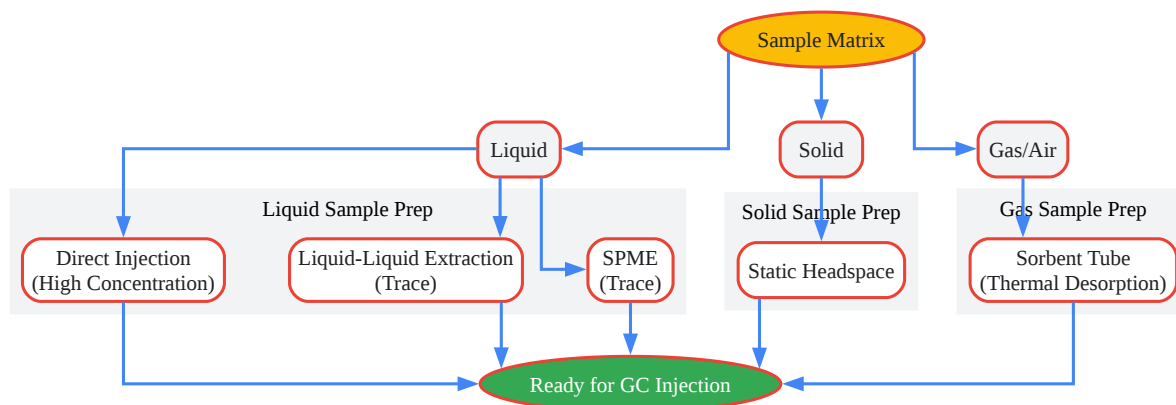 Sample Matrix
Liquid
Solid
Gas/Air
Liquid Sample Prep
Solid Sample Prep
Gas Sample Prep
Direct Injection
(High Concentration)
Liquid-Liquid Extraction
(Trace)
SPME
(Trace)
Static Headspace
Sorbent Tube
(Thermal Desorption)
Ready for GC Injection